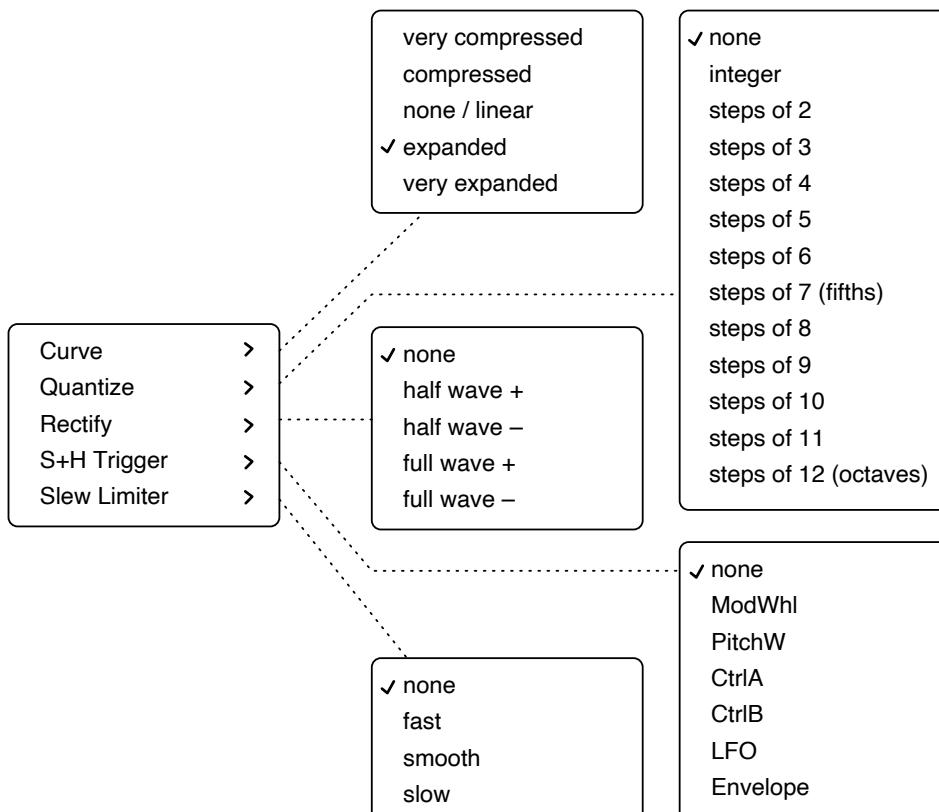 very compressed
compressed
none / linear
expanded
very expanded
none
integer
steps of 2
steps of 3
steps of 4
steps of 5
steps of 6
steps of 7 (fifths)
steps of 8
steps of 9
steps of 10
steps of 11
steps of 12 (octaves)
Curve
Quantize
Rectify
S+H Trigger
Slew Limiter
none
half wave +
half wave –
full wave +
full wave –
none
fast
smooth
slow
none
ModWhl
PitchW
CtrlA
CtrlB
LFO
Envelope